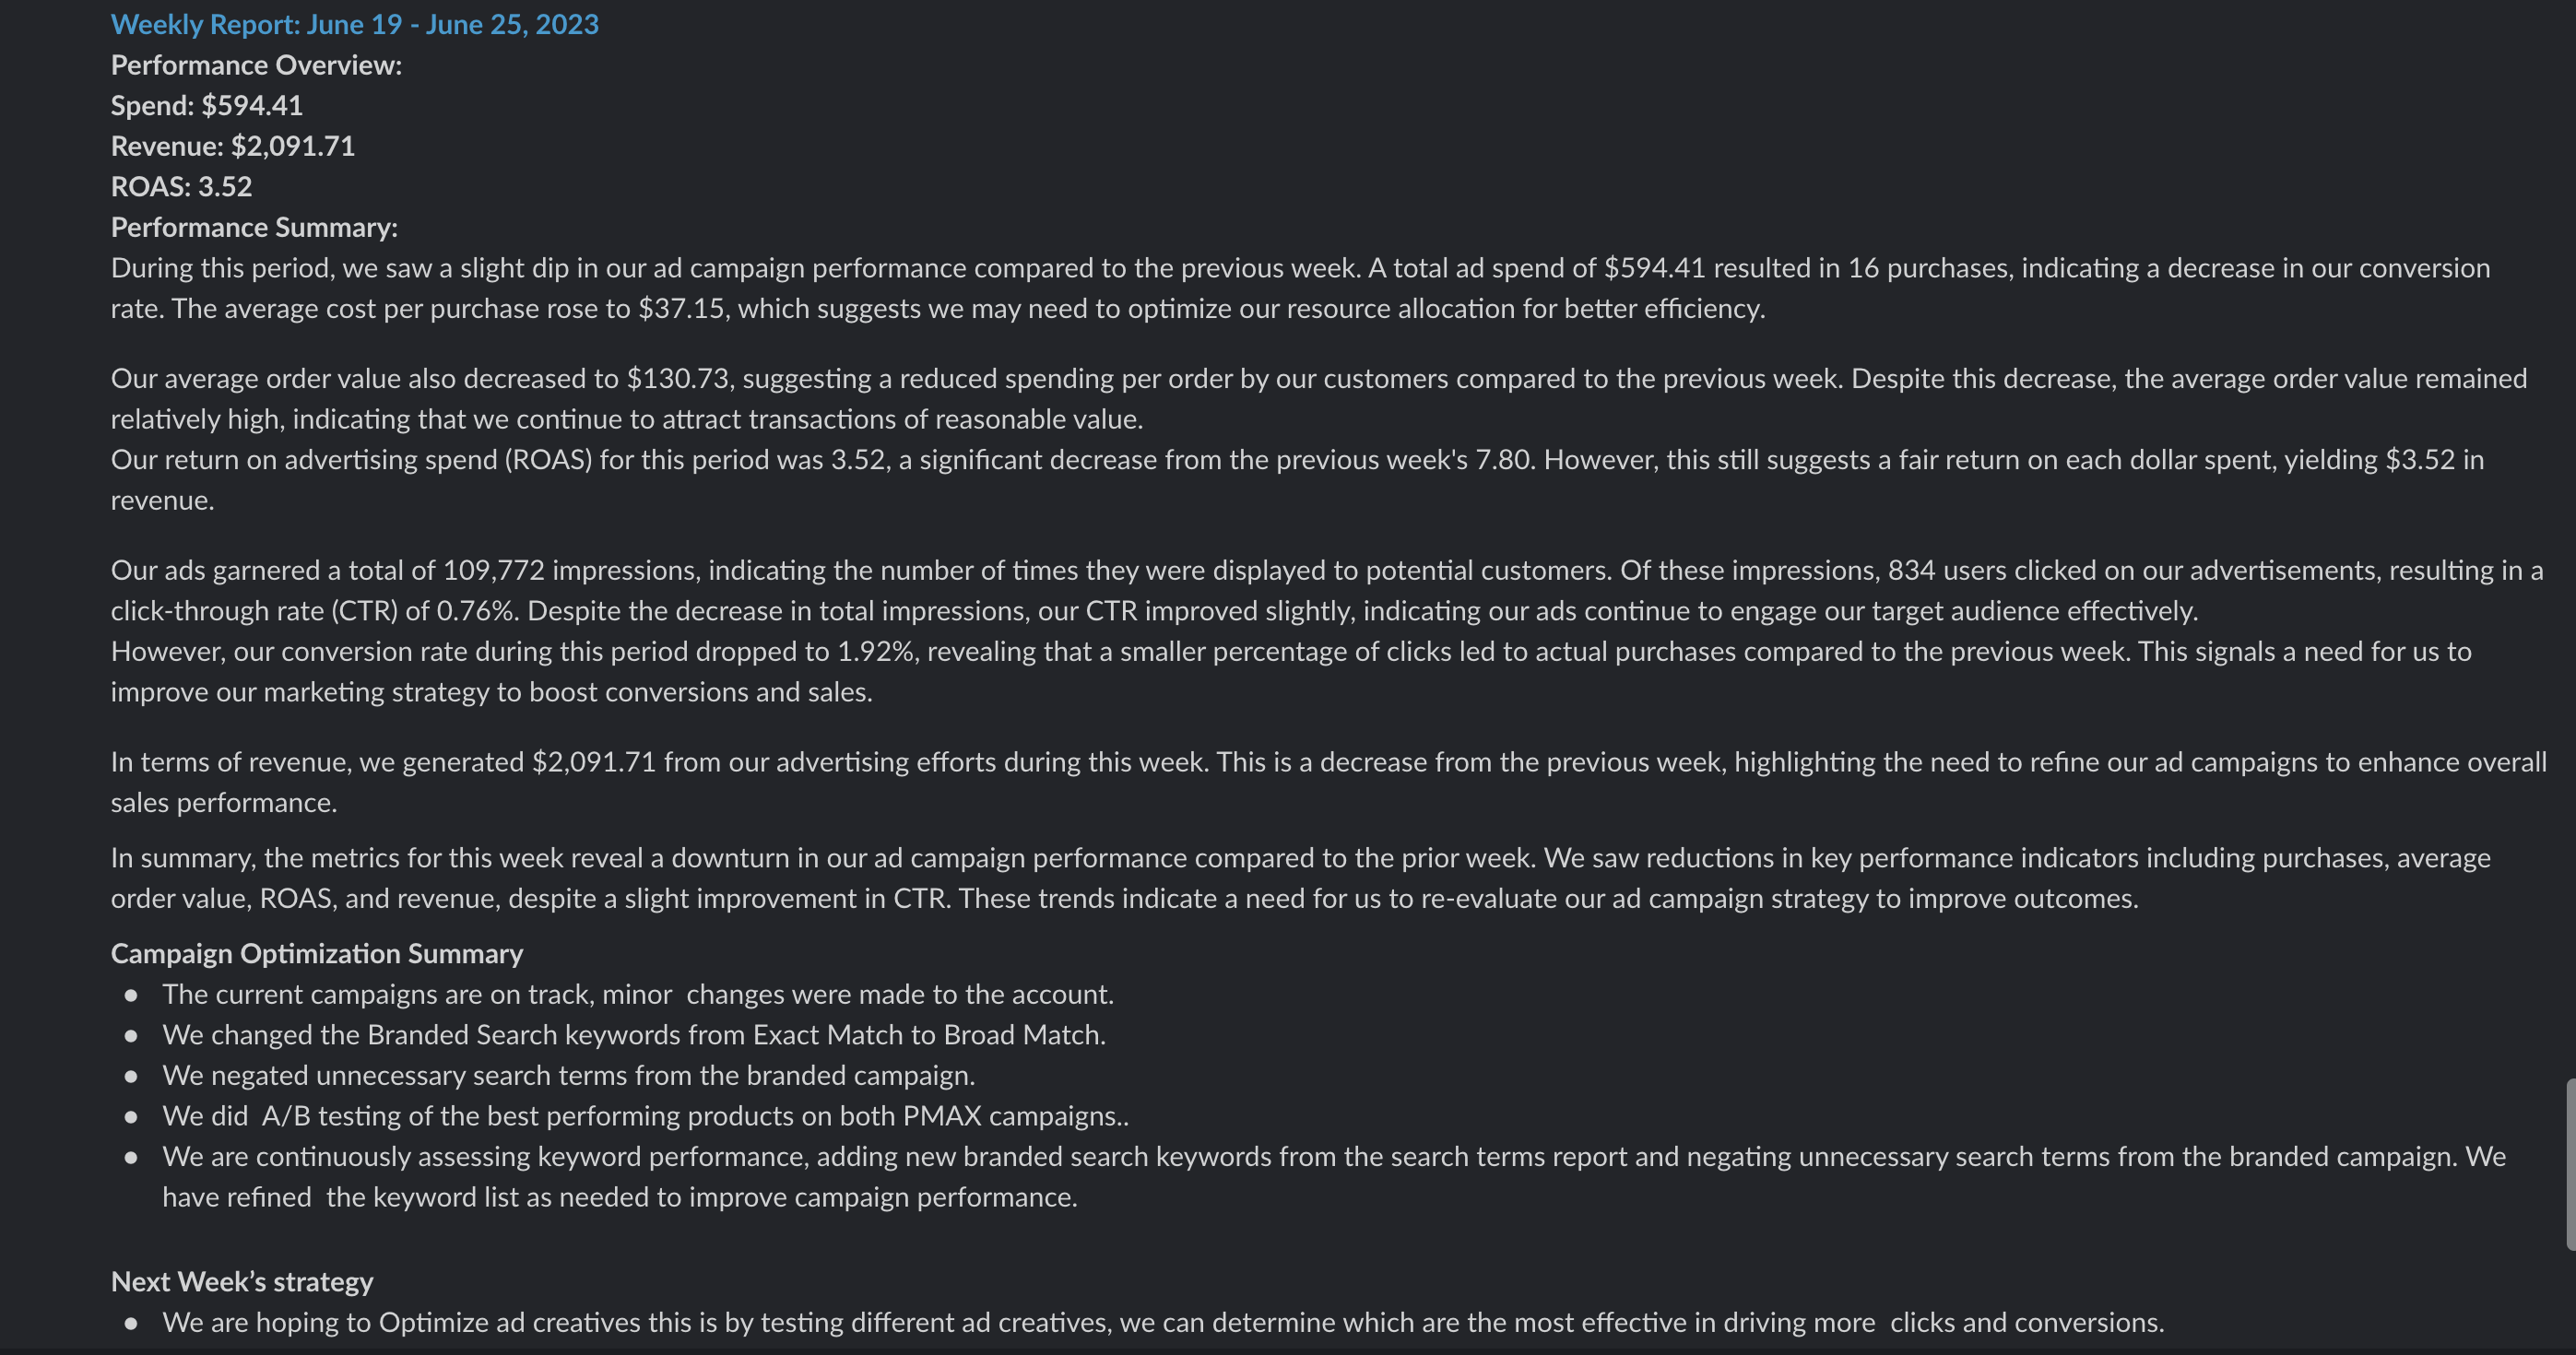 Weekly Report: June 19 - June 25, 2023
Performance Overview:
Spend: $594.41
Revenue: $2,091.71
ROAS: 3.52
Performance Summary:
During this period, we saw a slight dip in our ad campaign performance compared to the previous week. A total ad spend of $594.41 resulted in 16 purchases, indicating a decrease in our conversion
rate. The average cost per purchase rose to $37.15, which suggests we may need to optimize our resource allocation for better efficiency.
Our average order value also decreased to $130.73, suggesting a reduced spending per order by our customers compared to the previous week. Despite this decrease, the average order value remained
relatively high, indicating that we continue to attract transactions of reasonable value.
Our return on advertising spend (ROAS) for this period was 3.52, a significant decrease from the previous week's 7.80. However, this still suggests a fair return on each dollar spent, yielding $3.52 in
revenue.
Our ads garnered a total of 109,772 impressions, indicating the number of times they were displayed to potential customers. Of these impressions, 834 users clicked on our advertisements, resulting in a
click-through rate (CTR) of 0.76%. Despite the decrease in total impressions, our CTR improved slightly, indicating our ads continue to engage our target audience effectively.
However, our conversion rate during this period dropped to 1.92%, revealing that a smaller percentage of clicks led to actual purchases compared to the previous week. This signals a need for us to
improve our marketing strategy to boost conversions and sales.
In terms of revenue, we generated $2,091.71 from our advertising efforts during this week. This is a decrease from the previous week, highlighting the need to refine our ad campaigns to enhance overall
sales performance.
In summary, the metrics for this week reveal a downturn in our ad campaign performance compared to the prior week. We saw reductions in key performance indicators including purchases, average
order value, ROAS, and revenue, despite a slight improvement in CTR. These trends indicate a need for us to re-evaluate our ad campaign strategy to improve outcomes.
Campaign Optimization Summary
● The current campaigns are on track, minor  changes were made to the account.
● We changed the Branded Search keywords from Exact Match to Broad Match.
● We negated unnecessary search terms from the branded campaign.
● We did  A/B testing of the best performing products on both PMAX campaigns..
● We are continuously assessing keyword performance, adding new branded search keywords from the search terms report and negating unnecessary search terms from the branded campaign. We
have refined  the keyword list as needed to improve campaign performance.
Next Week’s strategy
● We are hoping to Optimize ad creatives this is by testing different ad creatives, we can determine which are the most effective in driving more  clicks and conversions.